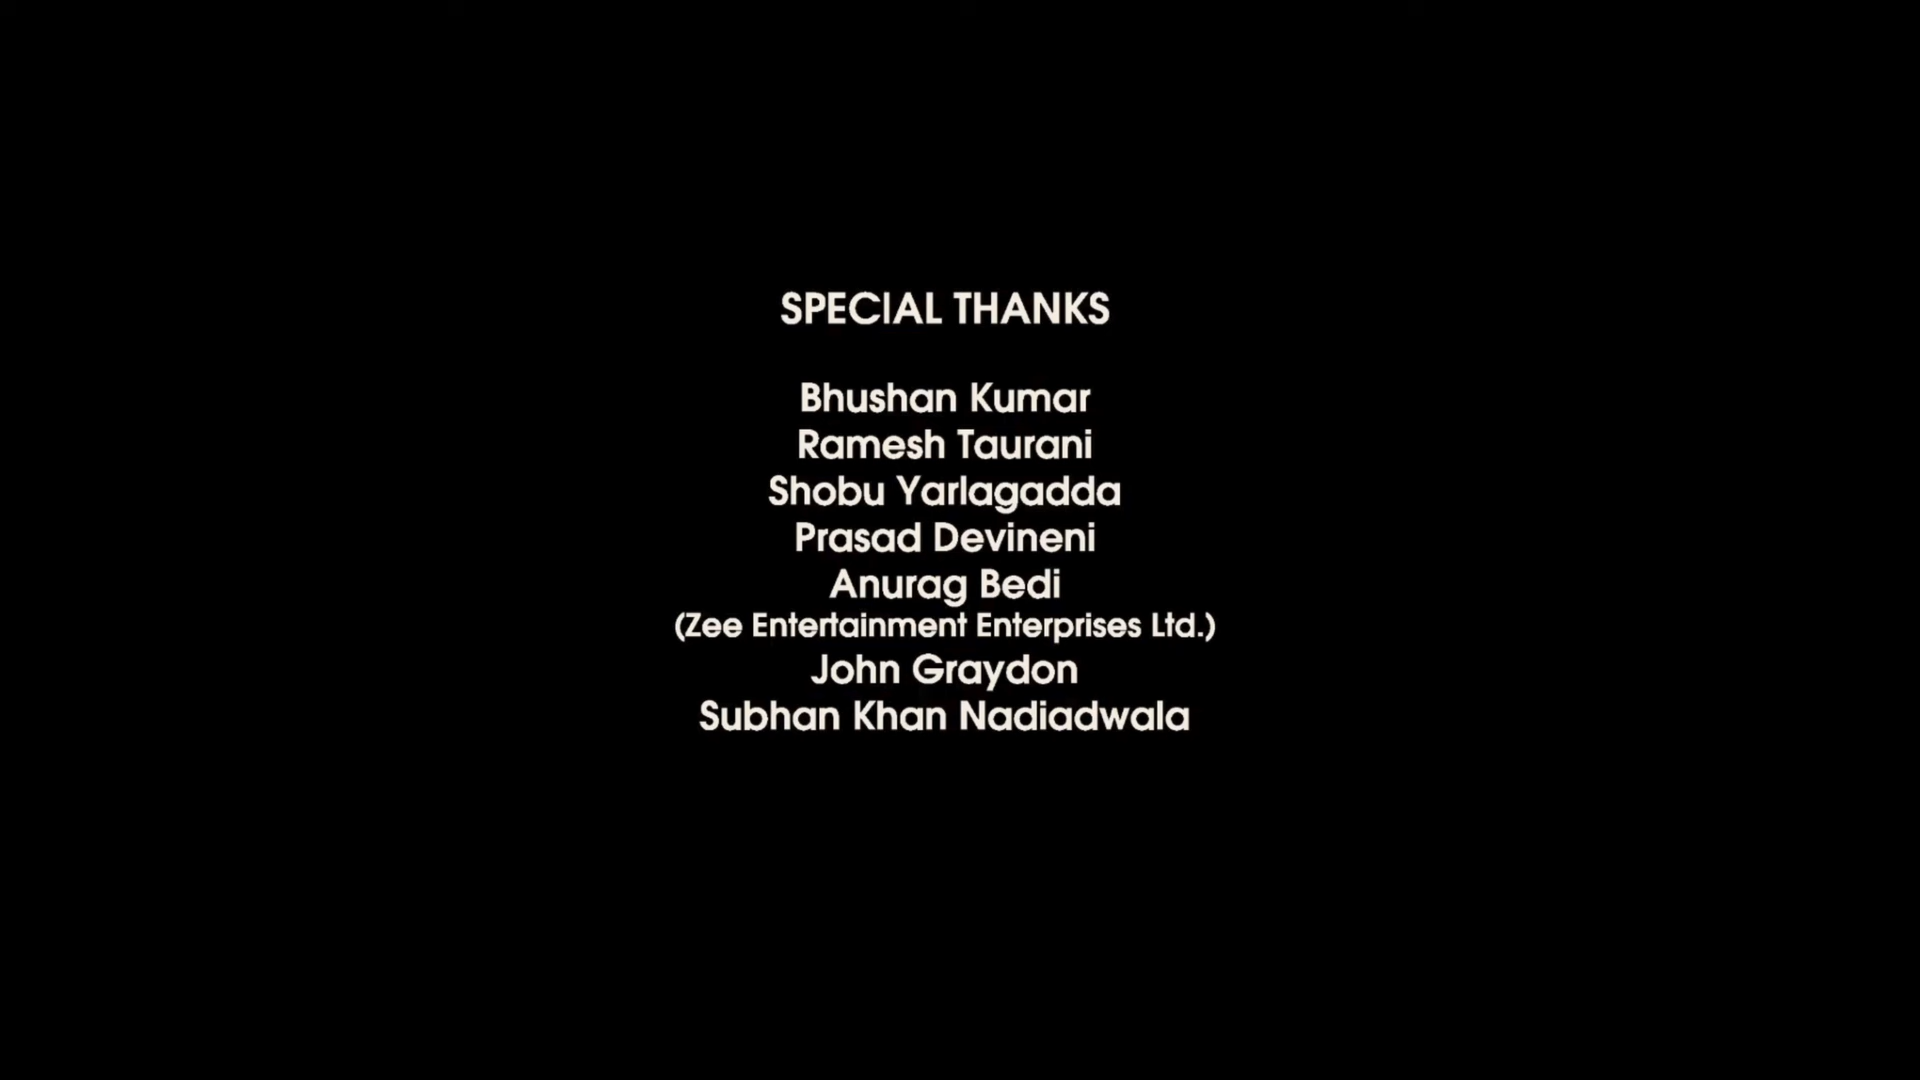 SPECIAL THANKS
Bhushan Kumar
Ramesh Taurani
Shobu Yarlagadda
Prasad Devineni
Anurag Bedi
(Zee Entertainment Enterprises Ltd.)
John Graydon
Subhan Khan Nadiadwala